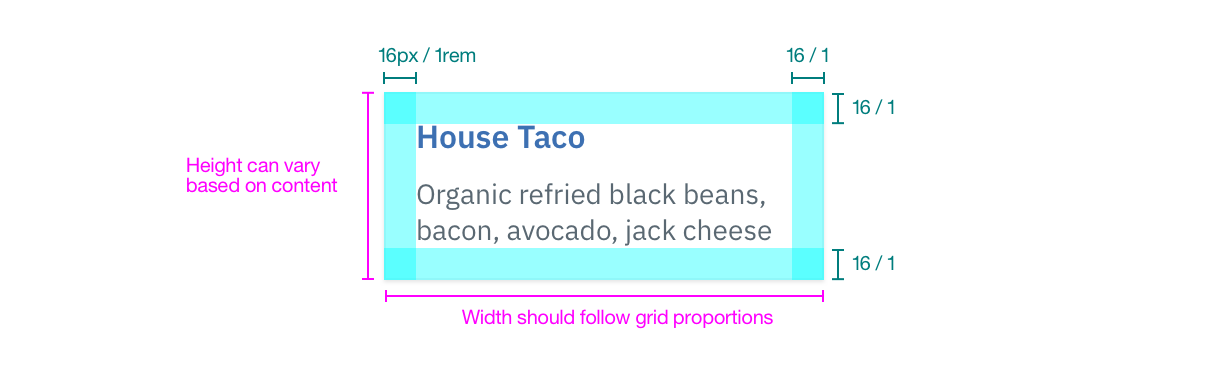 16px / 1rem
16 / 1
16 / 1
House Taco
Height can vary
based on content
Organic refried black beans,
bacon, avocado, jack cheese
16 / 1
Width should follow grid proportions